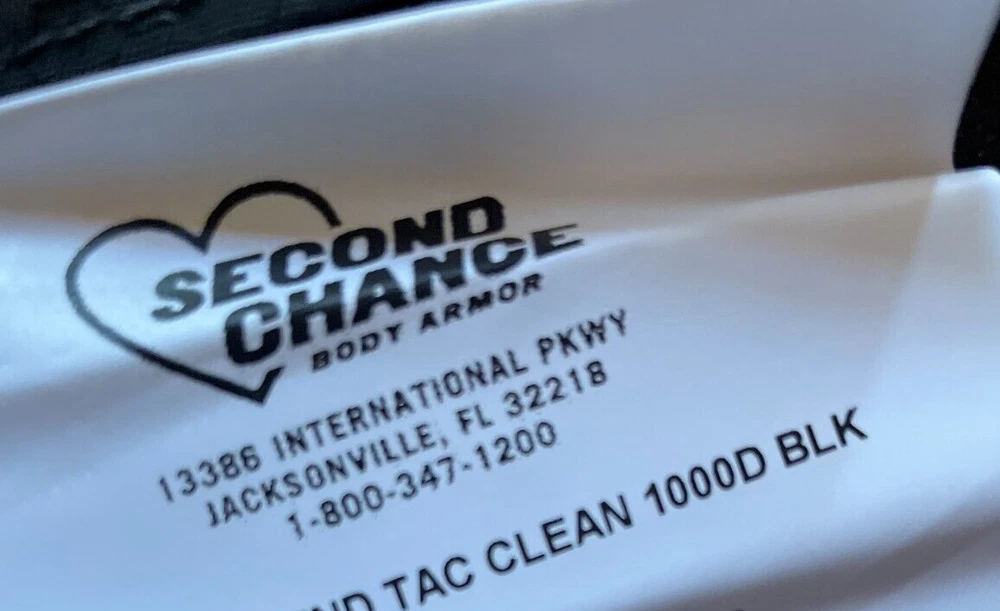 SECOND
CHANCE
BODY ARMOR
13386 INTERNATIONAL PKWY
JACKSONVILLE, FL 32218
1-800-347-1200
TAC CLEAN 1000D BLK